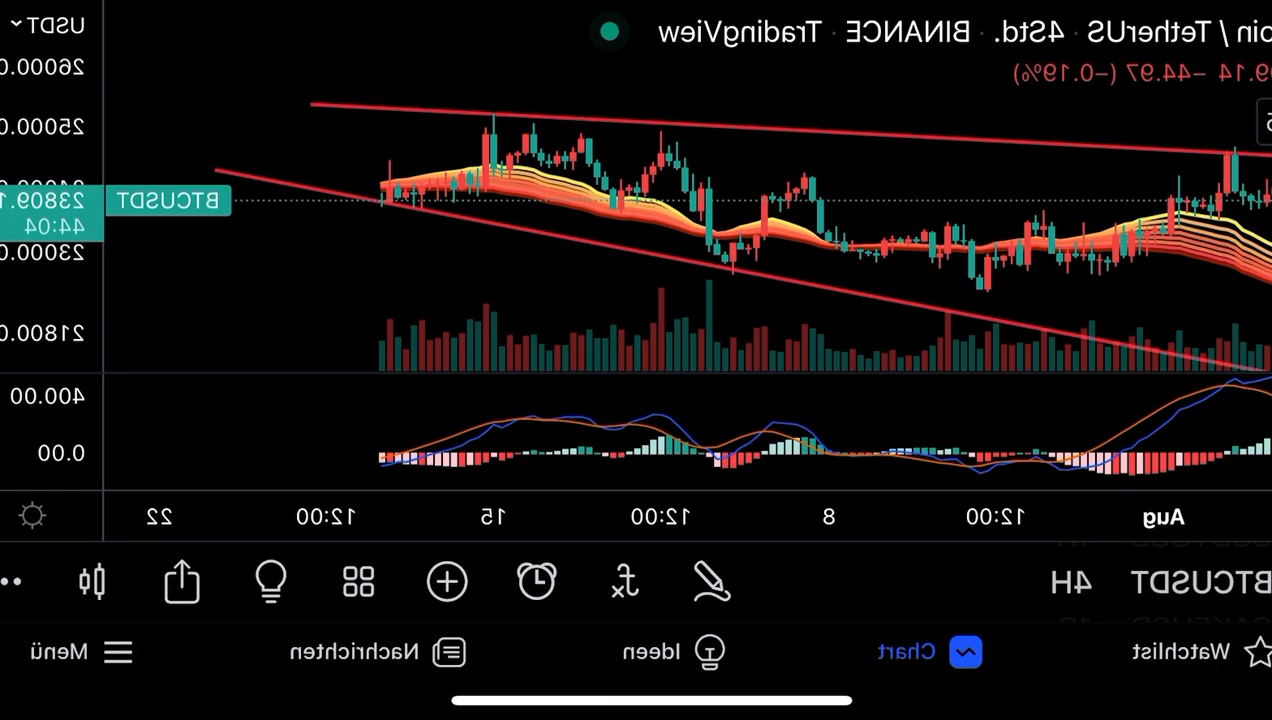 oin / TetherUS · 4Std. · BINANCE · TradingView
9.14 −44.97 (−0.19%)
USDT
26000.0
25000.0
23809.1
44:04
BTCUSDT
23000.0
21800.0
400.00
0.00
Aug 12:00 8 12:00 15 12:00 22
BTCUSDT 4H
Watchlist Chart Ideen Nachrichten Menü